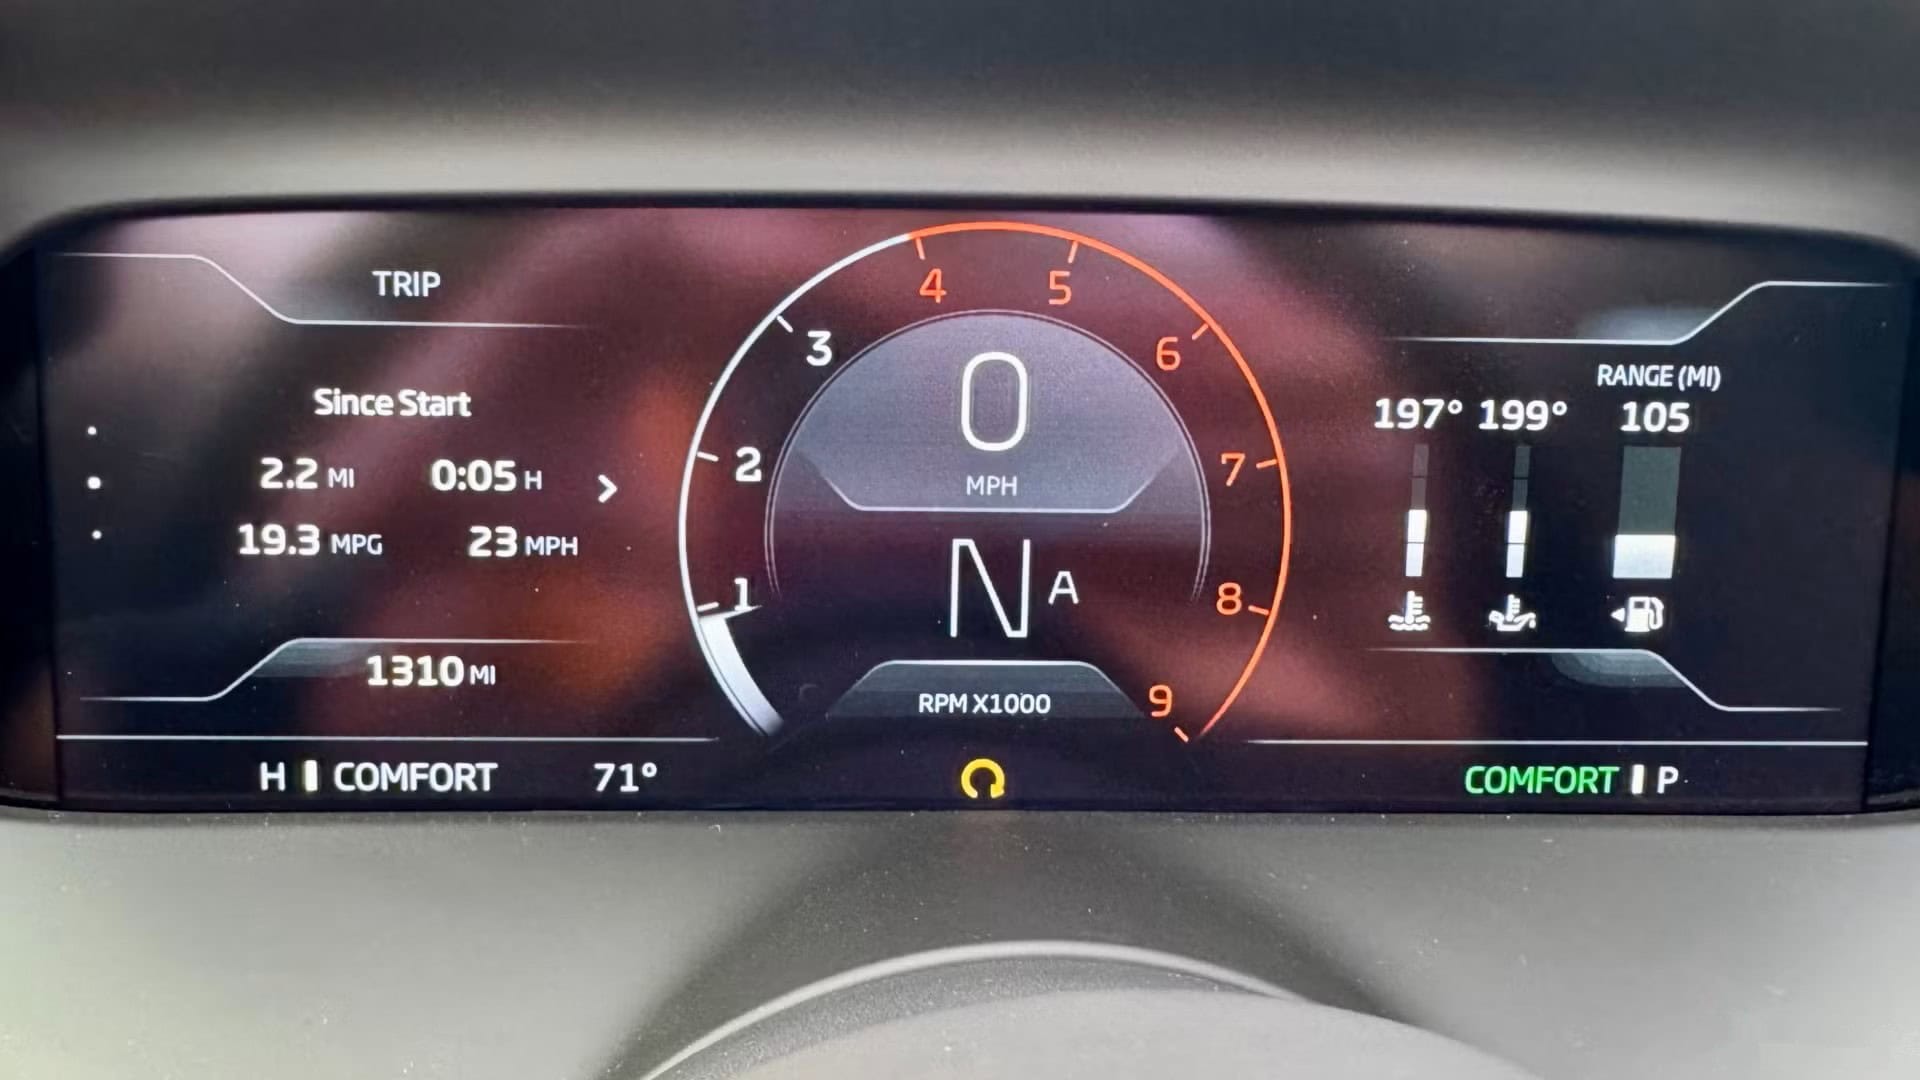 TRIP
Since Start
2.2 MI 0:05 H
19.3 MPG 23 MPH
1310 MI
H COMFORT 71°
1
2
3
4
5
6
7
8
9
0
MPH
N A
RPM X1000
RANGE (MI)
197° 199° 105
COMFORT P